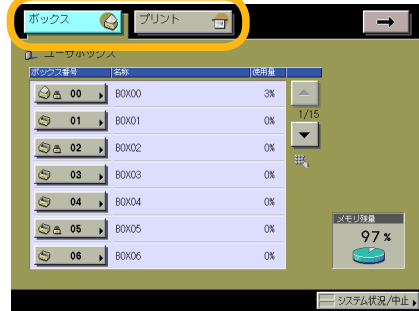 ボックス プリント
ユーザボックス
ボックス番号 名称 使用量
00 BOX00 3%
01 BOX01 0%
1/15
02 BOX02 0%
03 BOX03 0%
04 BOX04 0%
05 BOX05 0%
06 BOX06 0%
メモリ残量
97%
システム状況/中止